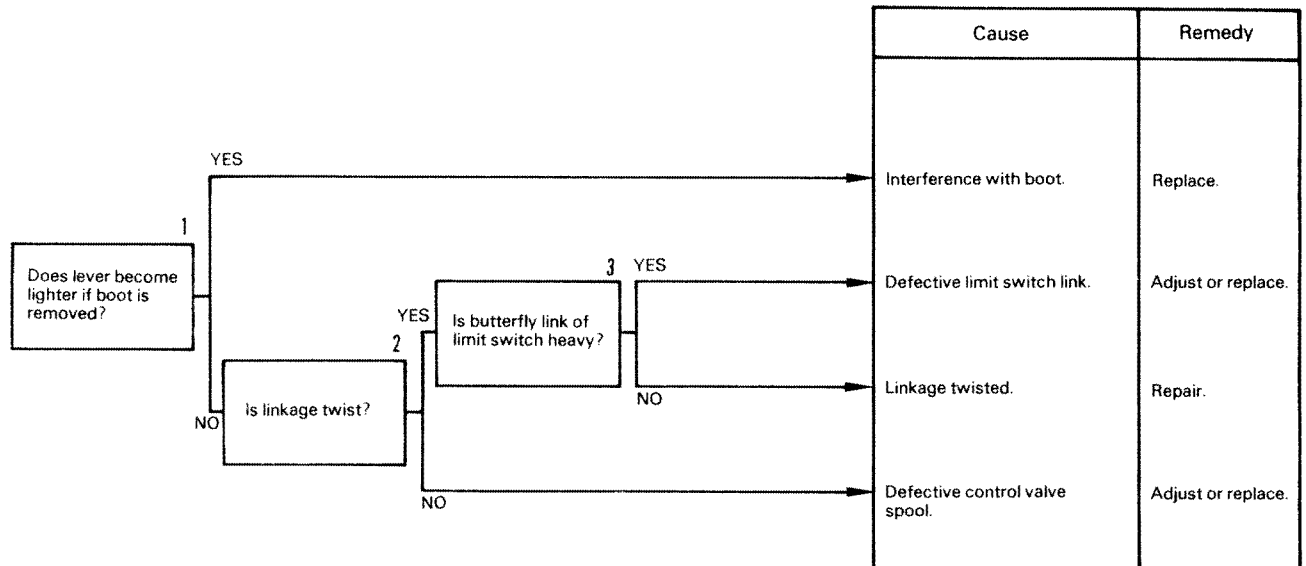 Cause
Remedy
YES
Interference with boot.
Replace.
1
Does lever become
lighter if boot is
removed?
3
YES
Defective limit switch link.
Adjust or replace.
YES
Is butterfly link of
limit switch heavy?
2
NO
Linkage twisted.
Repair.
NO
Is linkage twist?
NO
Defective control valve
spool.
Adjust or replace.